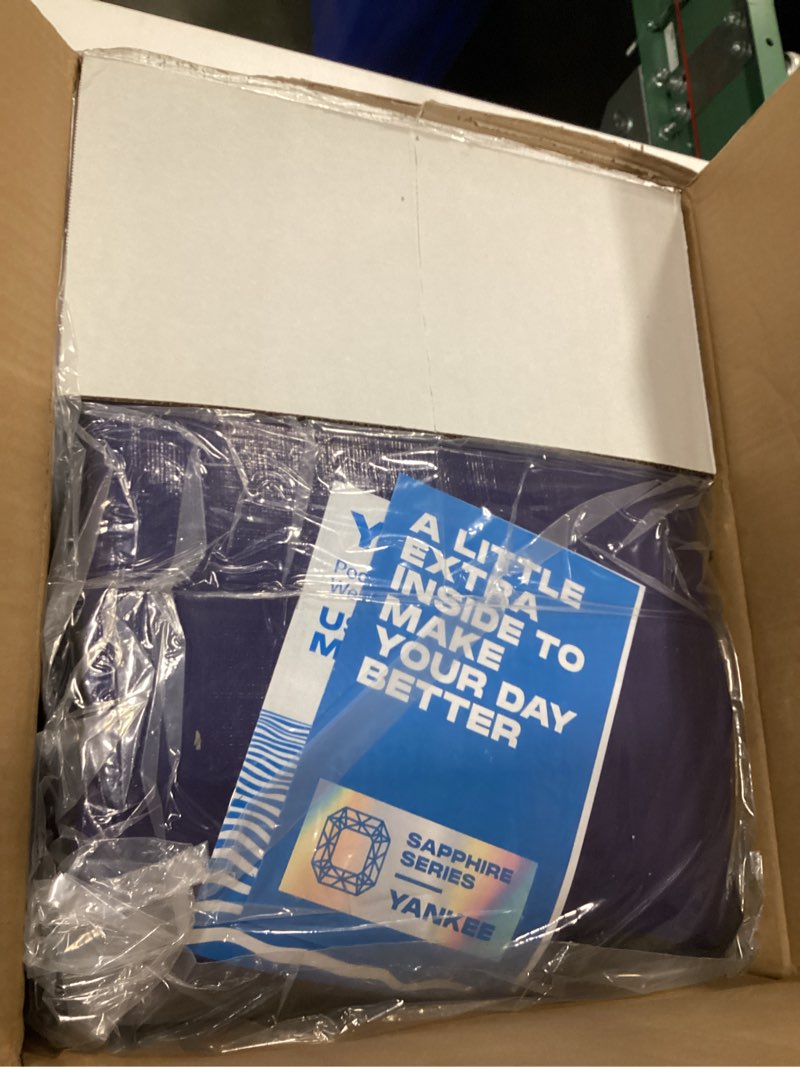 A LITTLE
EXTRA
INSIDE TO
MAKE
YOUR DAY
BETTER
SAPPHIRE
SERIES
YANKEE